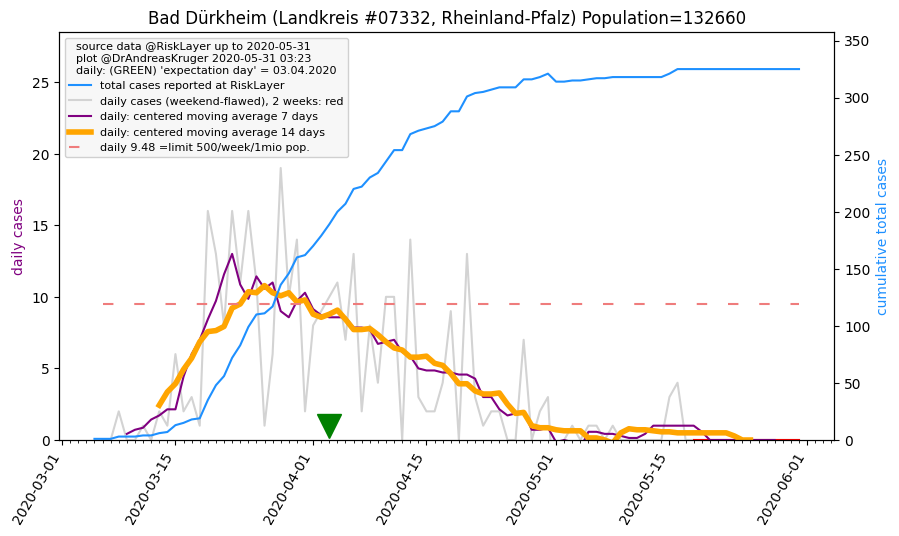 Bad Dürkheim (Landkreis #07332, Rheinland-Pfalz) Population=132660
source data @RiskLayer up to 2020-05-31
plot @DrAndreasKruger 2020-05-31 03:23
daily: (GREEN) 'expectation day' = 03.04.2020
total cases reported at RiskLayer
daily cases (weekend-flawed), 2 weeks: red
daily: centered moving average 7 days
daily: centered moving average 14 days
daily 9.48 =limit 500/week/1mio pop.
daily cases
25
20
15
10
5
0
cumulative total cases
350
300
250
200
150
100
50
0
2020-03-01
2020-03-15
2020-04-01
2020-04-15
2020-05-01
2020-05-15
2020-06-01